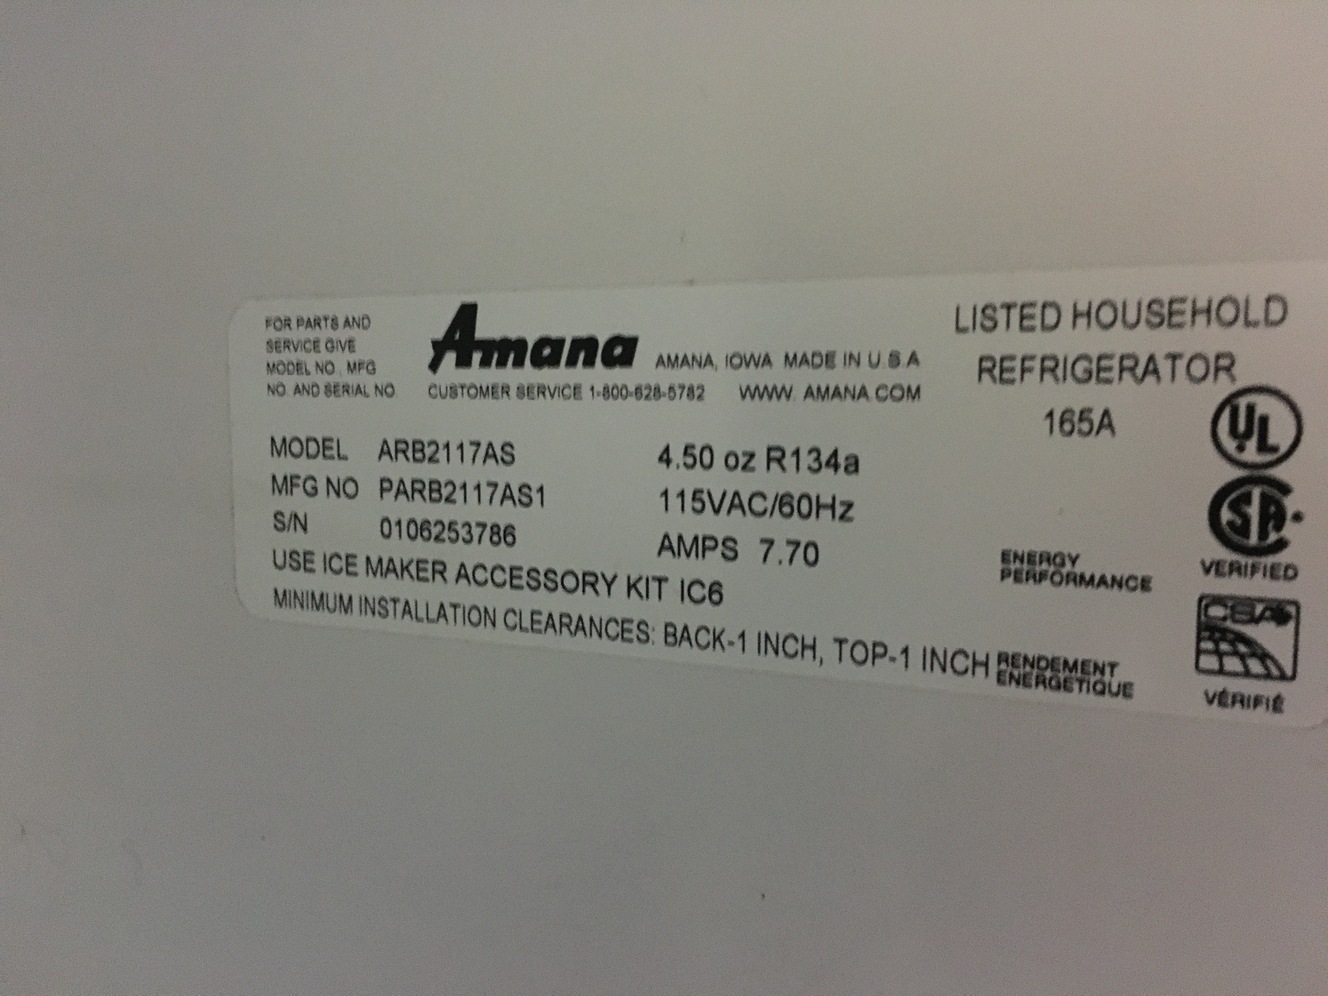 FOR PARTS AND
SERVICE GIVE
MODEL NO., MFG
NO. AND SERIAL NO.
Amana AMANA, IOWA MADE IN U.S.A
CUSTOMER SERVICE 1-800-628-5782 WWW. AMANA.COM
MODEL ARB2117AS
MFG NO PARB2117AS1
S/N 0106253786
4.50 oz R134a
115VAC/60Hz
AMPS 7.70
USE ICE MAKER ACCESSORY KIT IC6
MINIMUM INSTALLATION CLEARANCES: BACK-1 INCH, TOP-1 INCH
LISTED HOUSEHOLD
REFRIGERATOR
165A
UL
SA
ENERGY
PERFORMANCE
VERIFIED
CSA
RENDEMENT
ENERGETIQUE
VÉRIFIÉ